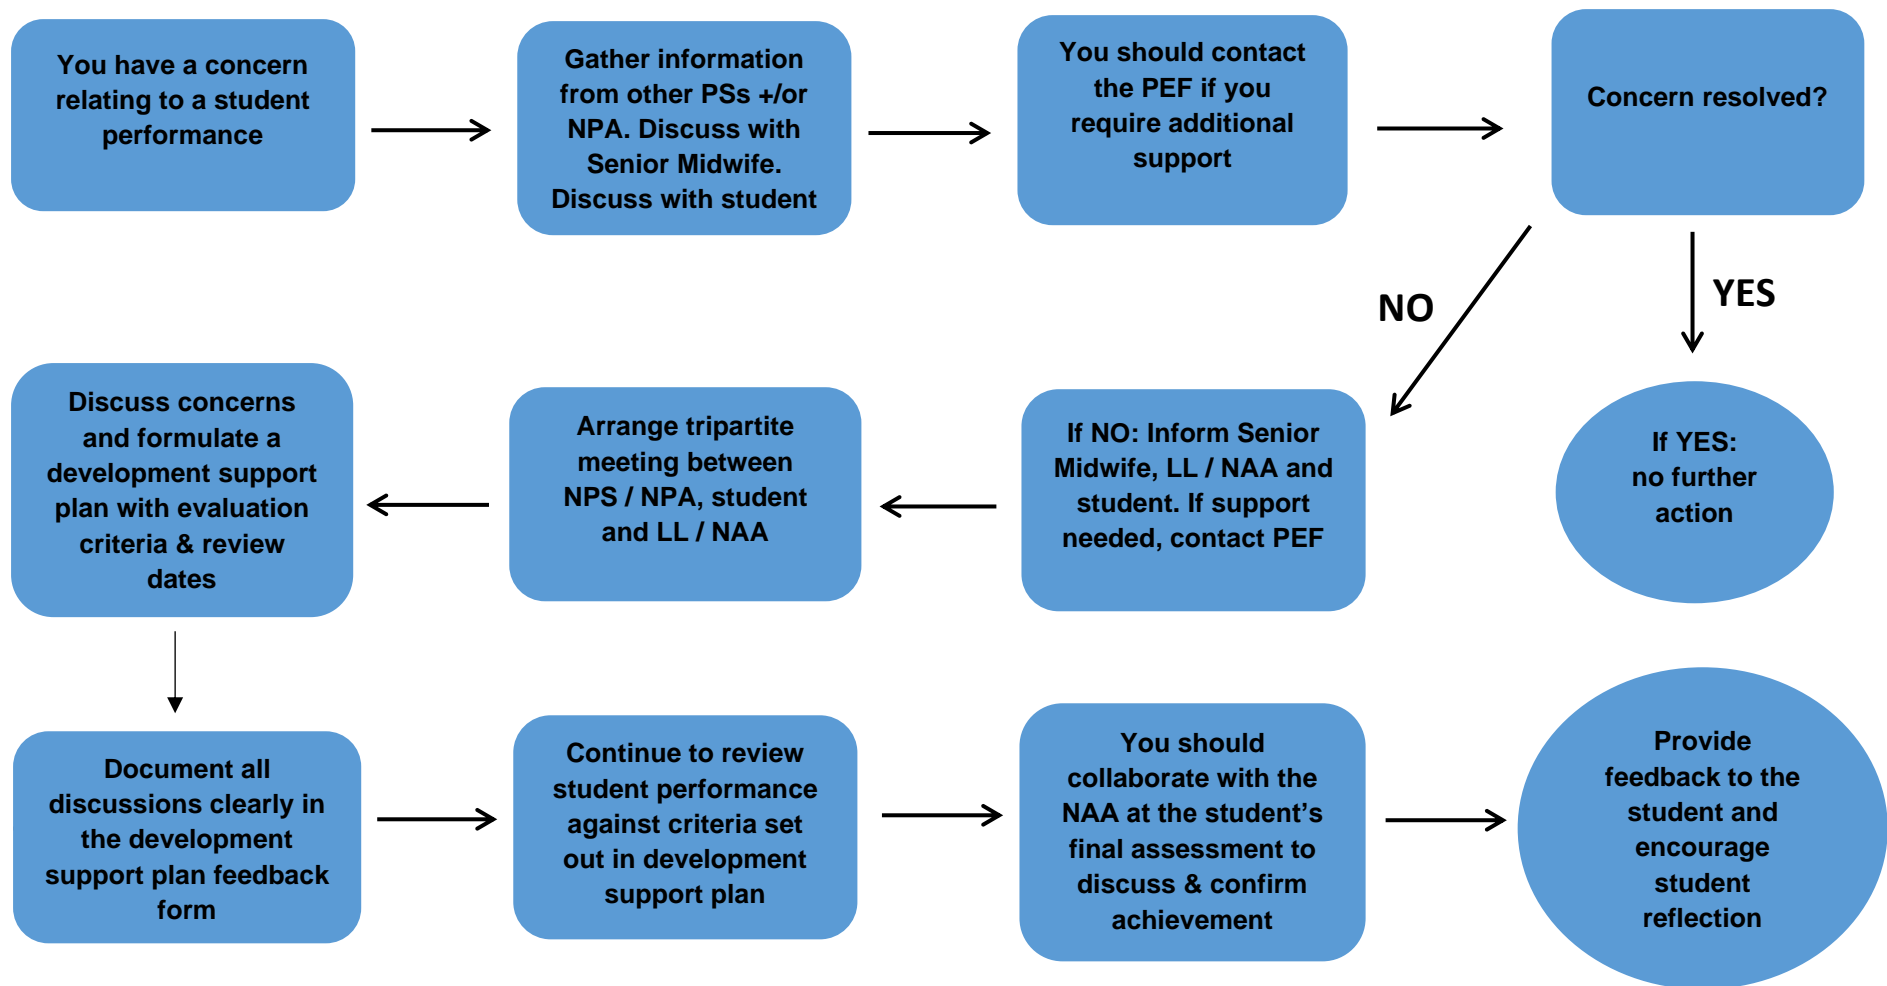 You have a concern
relating to a student
performance
Gather information
from other PSs +/or
NPA. Discuss with
Senior Midwife.
Discuss with student
You should contact
the PEF if you
require additional
support
Concern resolved?
NO
YES
If YES:
no further
action
If NO: Inform Senior
Midwife, LL / NAA and
student. If support
needed, contact PEF
Arrange tripartite
meeting between
NPS / NPA, student
and LL / NAA
Discuss concerns
and formulate a
development support
plan with evaluation
criteria & review
dates
Document all
discussions clearly in
the development
support plan feedback
form
Continue to review
student performance
against criteria set
out in development
support plan
You should
collaborate with the
NAA at the student’s
final assessment to
discuss & confirm
achievement
Provide
feedback to the
student and
encourage
student
reflection